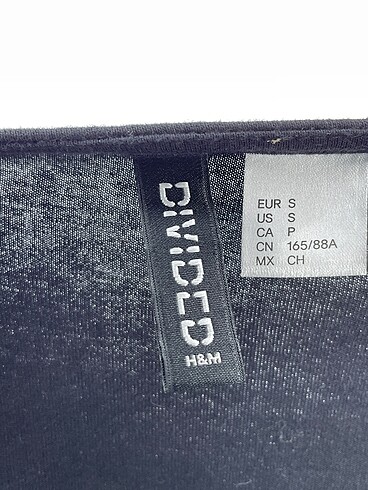 DIVIDED
H&M
EUR S
US S
CA P
CN 165/88A
MX CH